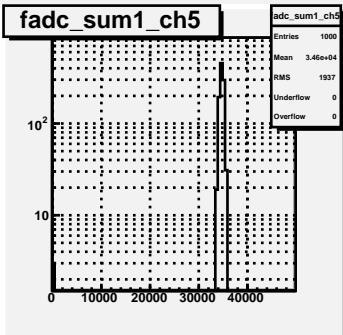 fadc_sum1_ch5
adc_sum1_ch5
Entries 1000
Mean 3.46e+04
RMS 1937
Underflow 0
Overflow 0
10²
10
0 10000 20000 30000 40000